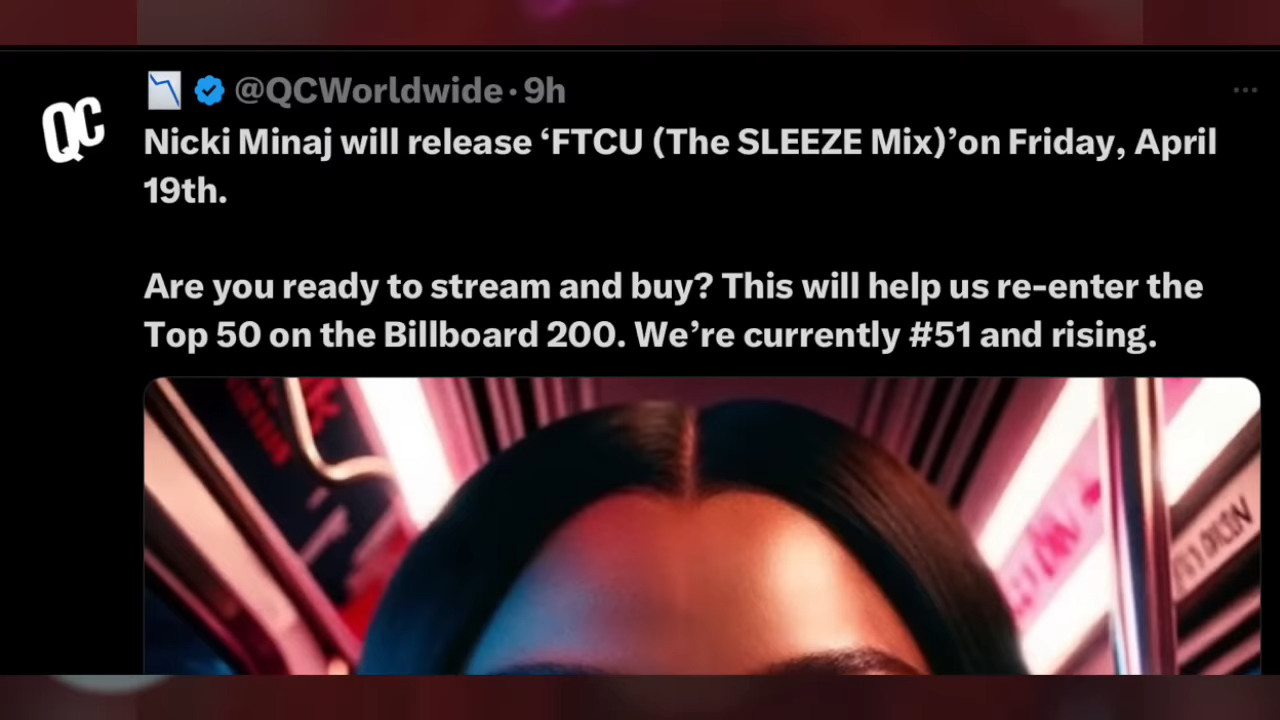 QC
@QCWorldwide · 9h
Nicki Minaj will release ‘FTCU (The SLEEZE Mix)’on Friday, April
19th.
Are you ready to stream and buy? This will help us re-enter the
Top 50 on the Billboard 200. We’re currently #51 and rising.